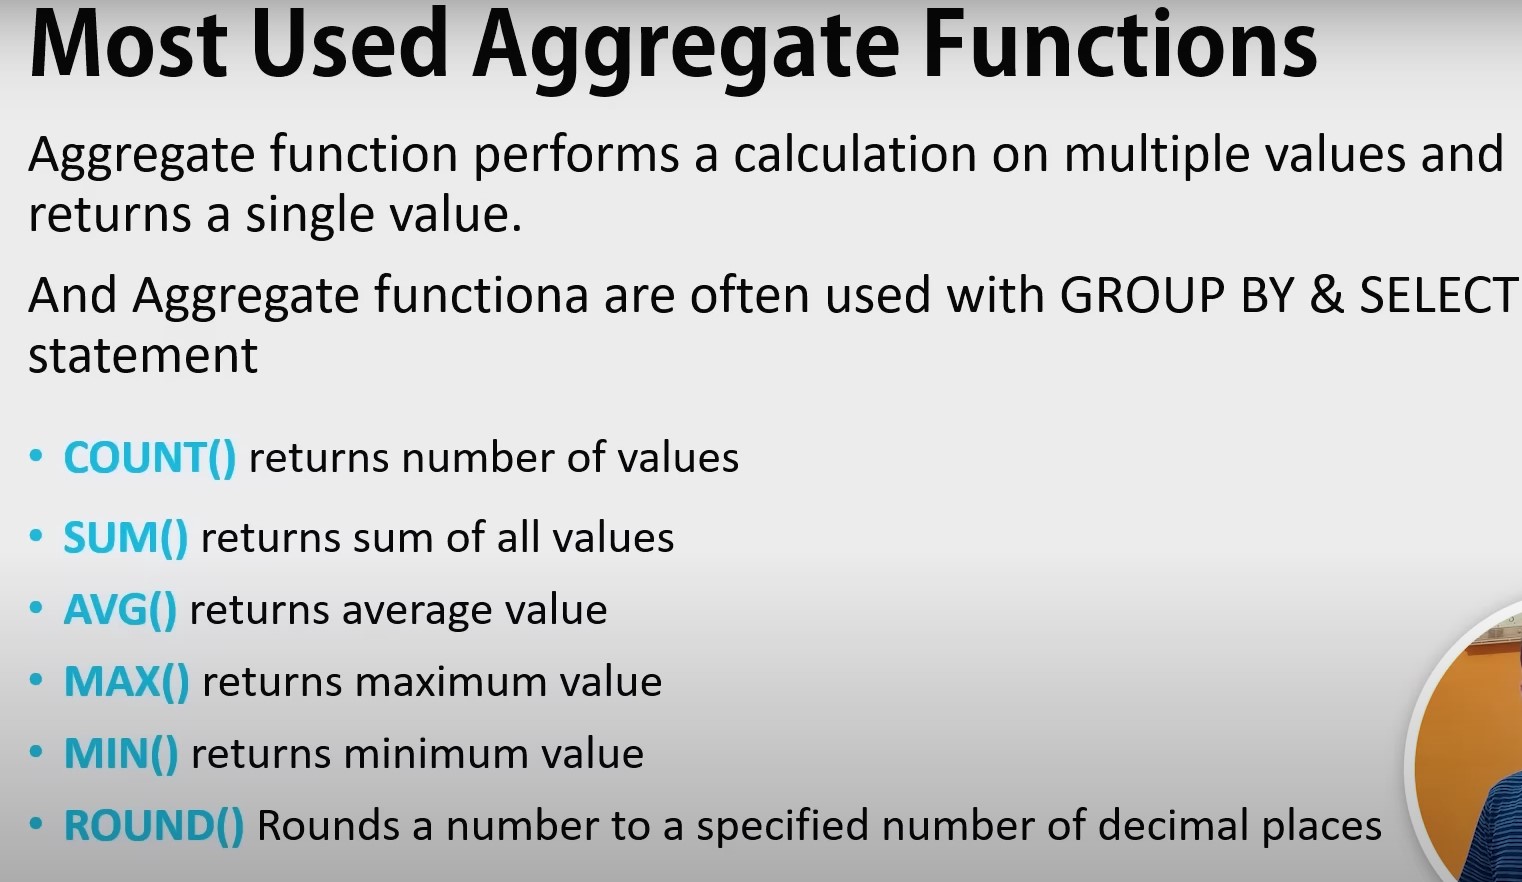 Most Used Aggregate Functions
Aggregate function performs a calculation on multiple values and
returns a single value.
And Aggregate functiona are often used with GROUP BY & SELECT
statement
• COUNT() returns number of values
• SUM() returns sum of all values
• AVG() returns average value
• MAX() returns maximum value
• MIN() returns minimum value
• ROUND() Rounds a number to a specified number of decimal places